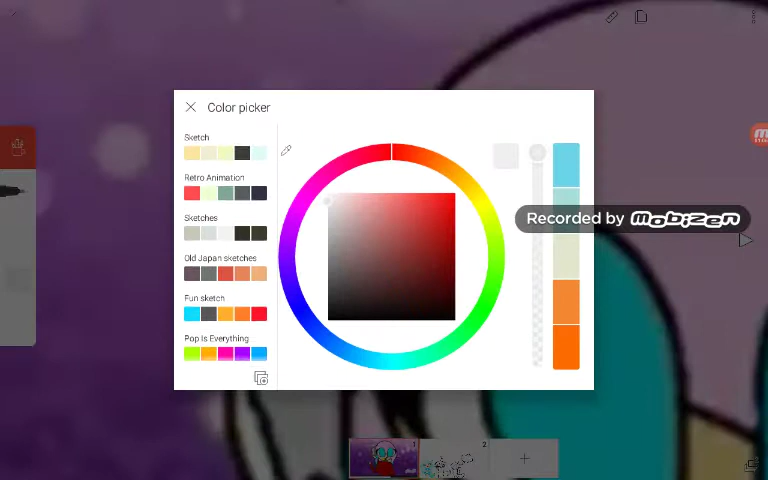 Color picker
Sketch
Retro Animation
Sketches
Old Japan sketches
Fun sketch
Pop Is Everything
Recorded by Mobizen
1
2